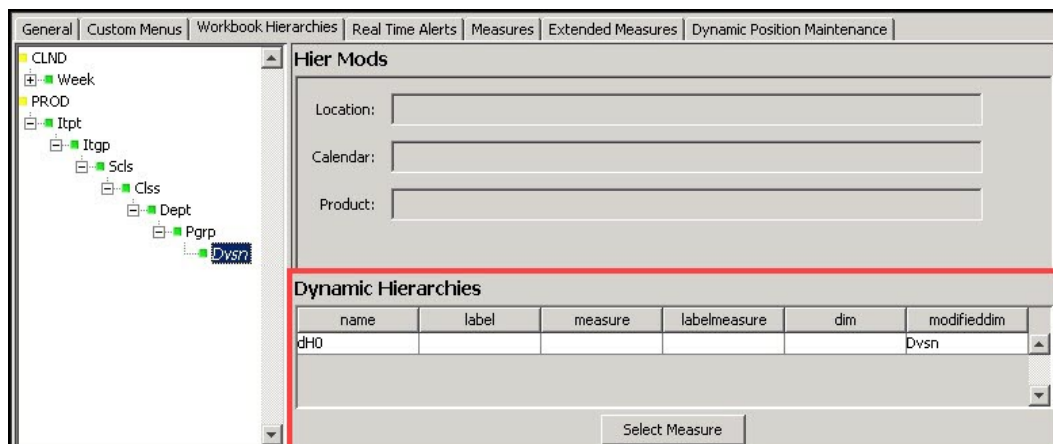 General Custom Menus Workbook Hierarchies Real Time Alerts Measures Extended Measures Dynamic Position Maintenance
CLND
Week
PROD
Itpt
Itgp
Scls
Clss
Dept
Pgrp
Dvsn
Hier Mods
Location:
Calendar:
Product:
Dynamic Hierarchies
name label measure labelmeasure dim modifieddim
dH0 Dvsn
Select Measure